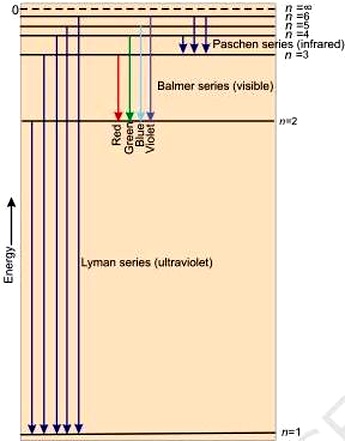 0
n =∞
n =6
n =5
n =4
Paschen series (infrared)
n =3
Balmer series (visible)
Red
Green
Blue
Violet
n=2
Energy
Lyman series (ultraviolet)
n=1